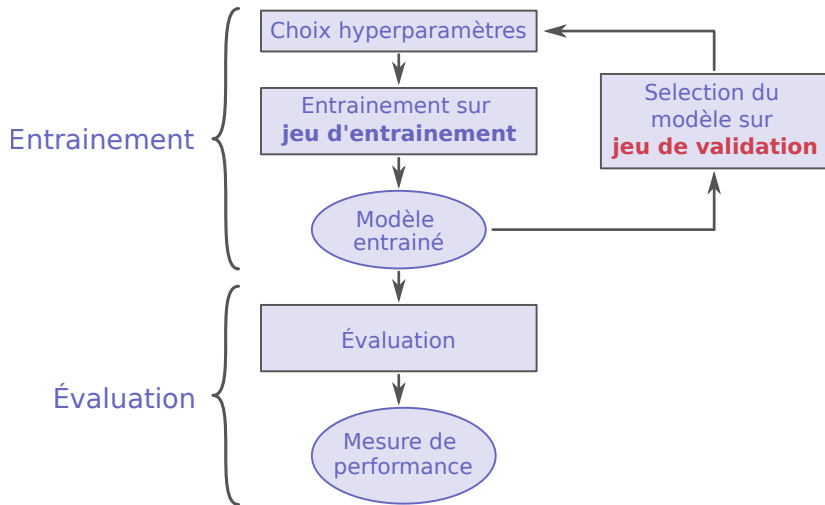 Choix hyperparamètres
Entrainement sur
jeu d'entrainement
Selection du
modèle sur
jeu de validation
Entrainement
Modèle
entrainé
Évaluation
Évaluation
Mesure de
performance